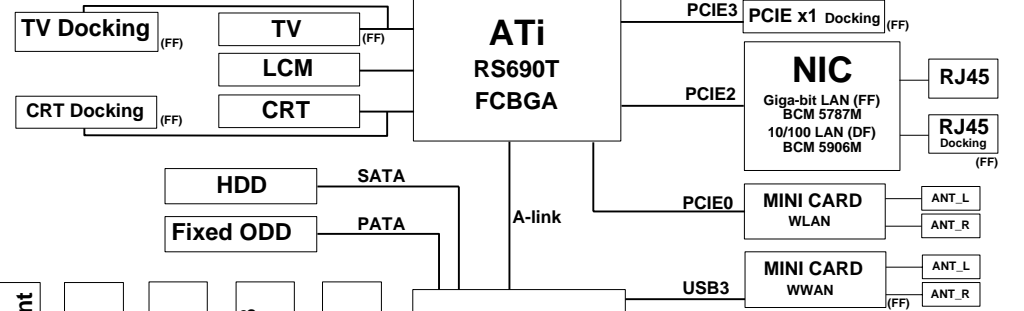 TV Docking
(FF)
TV
(FF)
LCM
CRT Docking
(FF)
CRT
ATi
RS690T
FCBGA
PCIE3
PCIE x1 Docking
(FF)
PCIE2
NIC
Giga-bit LAN (FF)
BCM 5787M
10/100 LAN (DF)
BCM 5906M
RJ45
RJ45
Docking
(FF)
HDD
SATA
Fixed ODD
PATA
A-link
PCIE0
MINI CARD
WLAN
ANT_L
ANT_R
USB3
MINI CARD
WWAN
(FF)
ANT_L
ANT_R